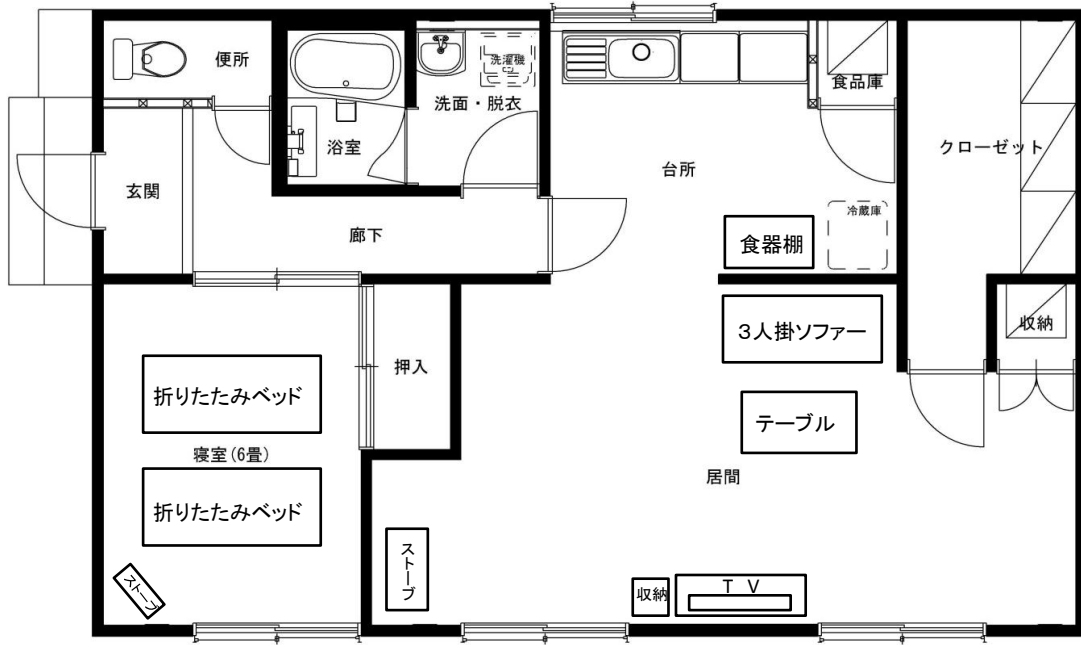 便所
洗濯機
洗面・脱衣
食品庫
浴室
クローゼット
玄関
台所
冷蔵庫
廊下
食器棚
収納
3人掛ソファー
押入
折りたたみベッド
テーブル
寝室(6畳)
居間
折りたたみベッド
ストーブ
ストーブ
収納
TV